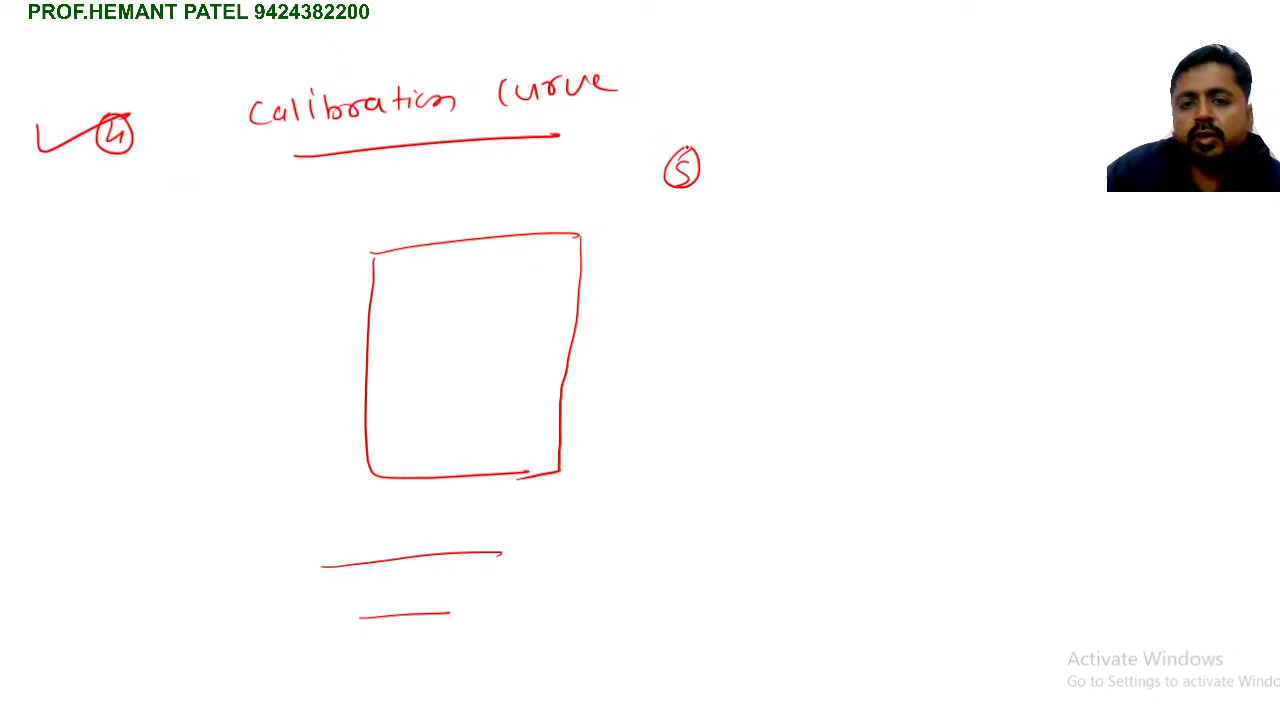 PROF.HEMANT PATEL 9424382200
Calibration Curve
4
5
Activate Windows
Go to Settings to activate Windo